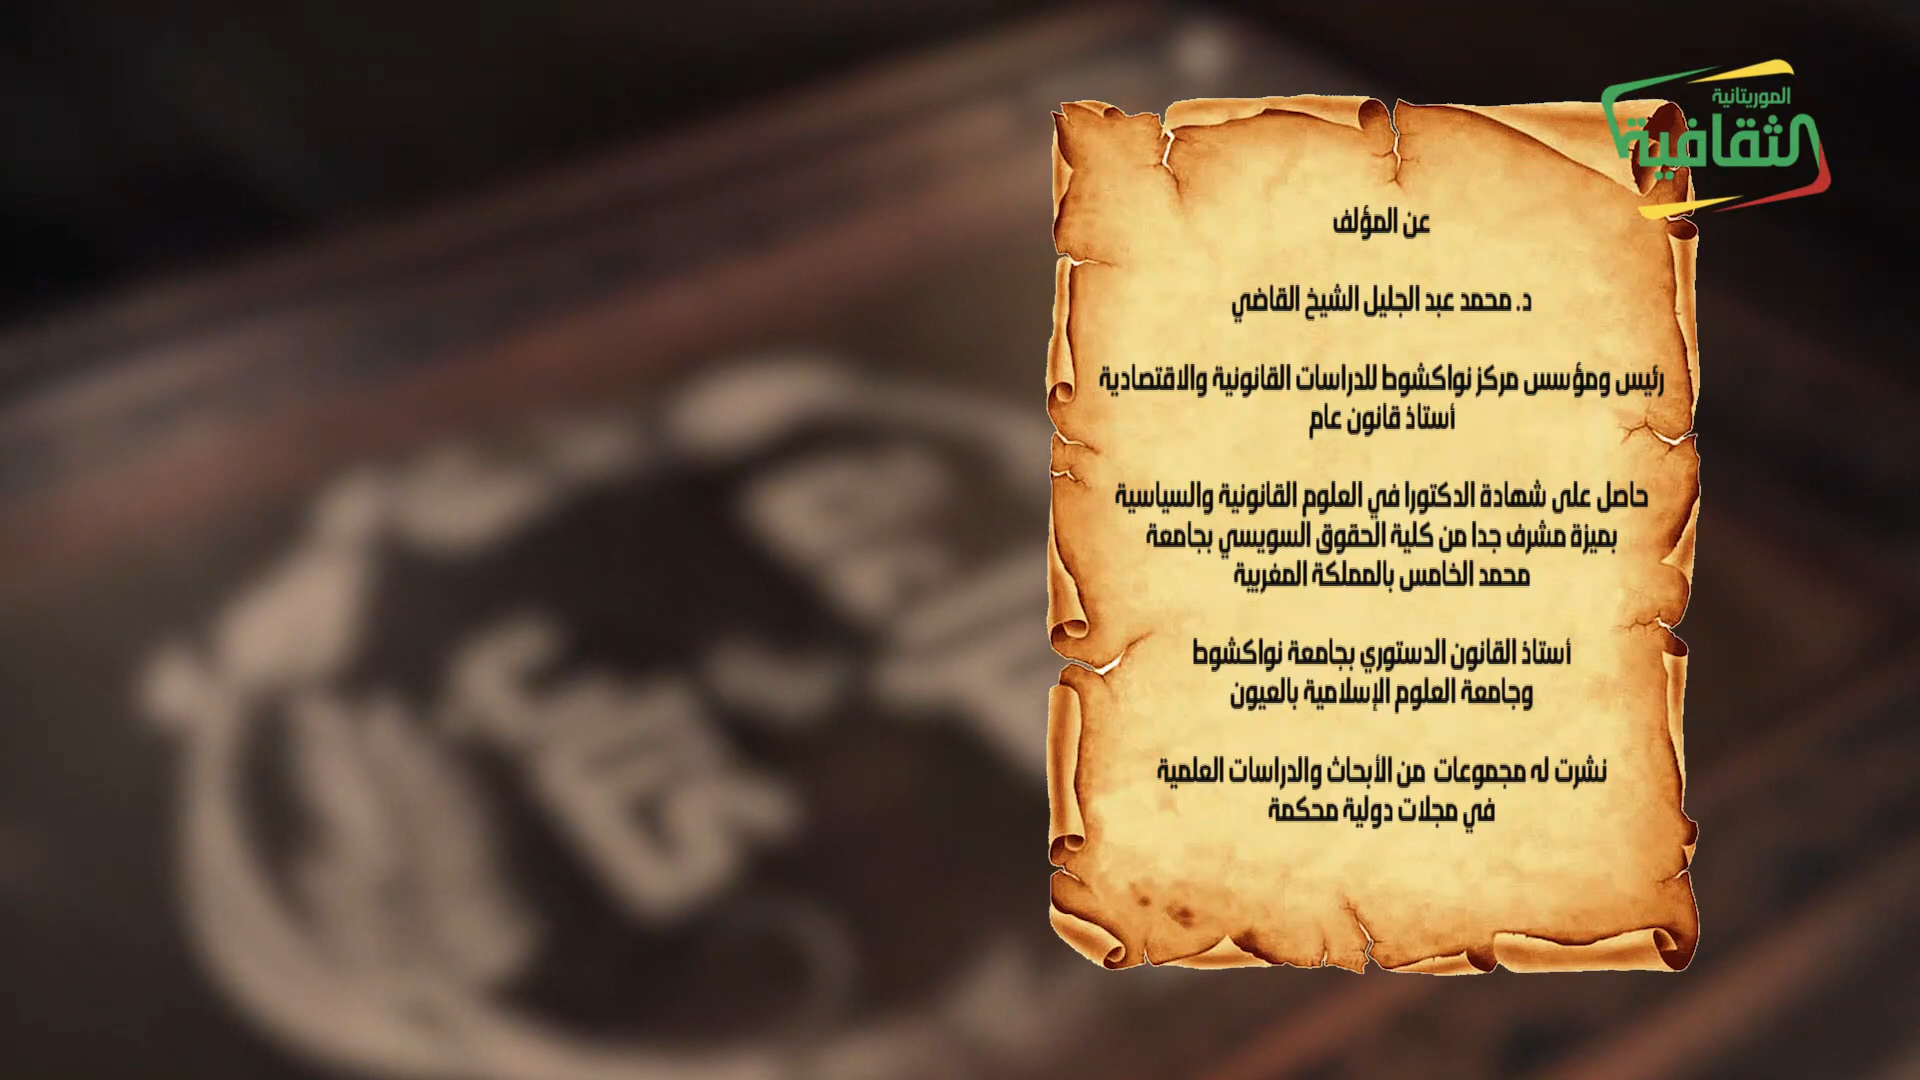 الموريتانية
الثقافية
عن المؤلف
د. محمد عبد الجليل الشيخ القاضي
رئيس ومؤسس مركز نواكشوط للدراسات القانونية والاقتصادية
أستاذ قانون عام
حاصل على شهادة الدكتورا في العلوم القانونية والسياسية
بميزة مشرف جدا من كلية الحقوق السويسي بجامعة
محمد الخامس بالمملكة المغربية
أستاذ القانون الدستوري بجامعة نواكشوط
وجامعة العلوم الإسلامية بالعيون
نشرت له مجموعات من الأبحاث والدراسات العلمية
في مجلات دولية محكمة